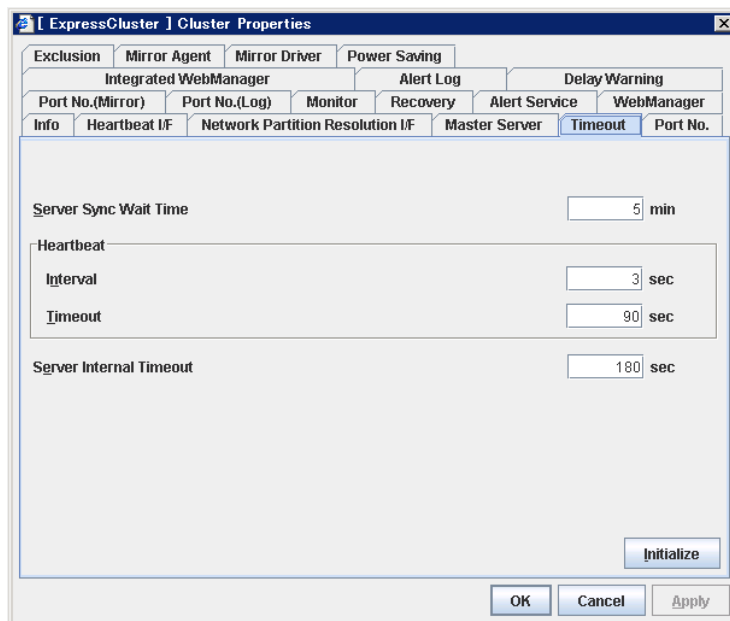 [ ExpressCluster ] Cluster Properties
Exclusion Mirror Agent Mirror Driver Power Saving
Integrated WebManager Alert Log Delay Warning
Port No.(Mirror) Port No.(Log) Monitor Recovery Alert Service WebManager
Info Heartbeat I/F Network Partition Resolution I/F Master Server Timeout Port No.
Server Sync Wait Time 5 min
Heartbeat
Interval 3 sec
Timeout 90 sec
Server Internal Timeout 180 sec
Initialize
OK Cancel Apply